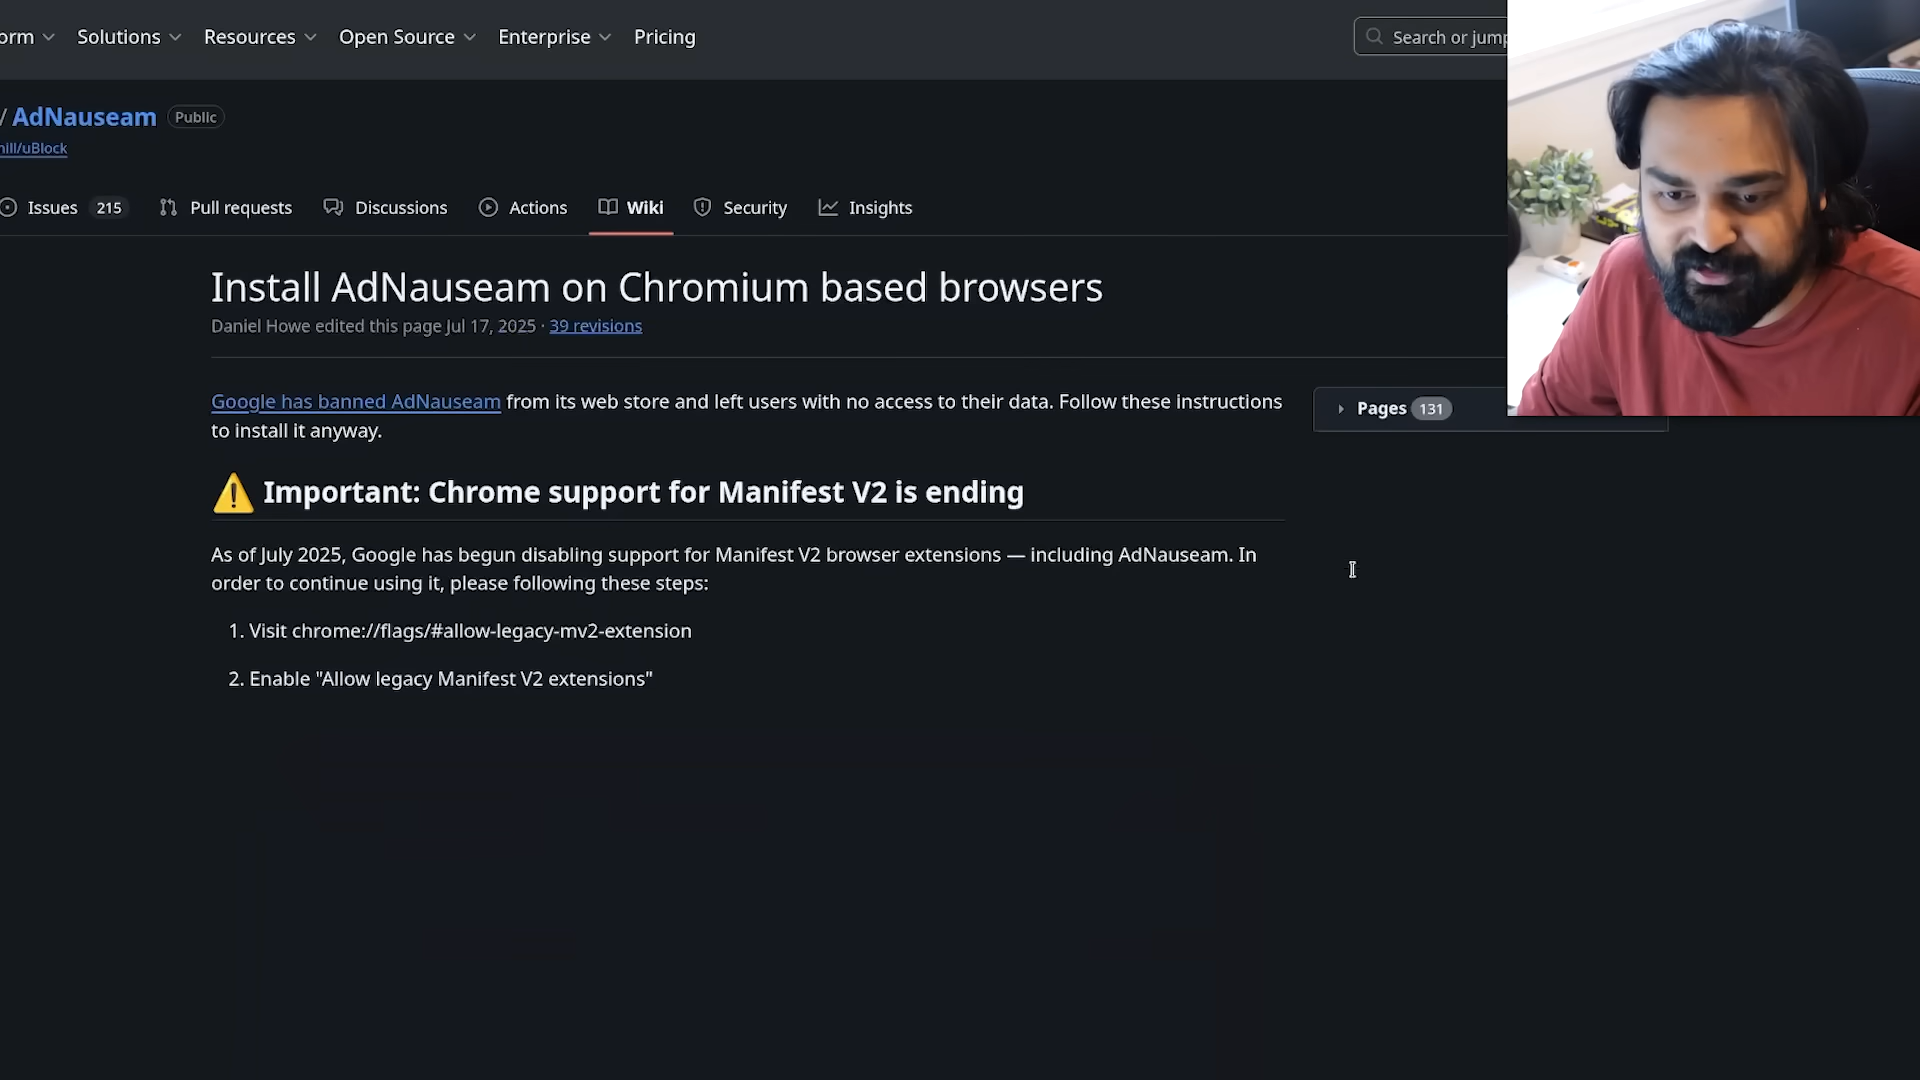 orm Solutions Resources Open Source Enterprise Pricing Search or jump
/ AdNauseam Public
hill/uBlock
Issues 215 Pull requests Discussions Actions Wiki Security Insights
Install AdNauseam on Chromium based browsers
Daniel Howe edited this page Jul 17, 2025 · 39 revisions
Google has banned AdNauseam from its web store and left users with no access to their data. Follow these instructions
to install it anyway.
Pages 131
⚠️ Important: Chrome support for Manifest V2 is ending
As of July 2025, Google has begun disabling support for Manifest V2 browser extensions — including AdNauseam. In
order to continue using it, please following these steps:
1. Visit chrome://flags/#allow-legacy-mv2-extension
2. Enable "Allow legacy Manifest V2 extensions"